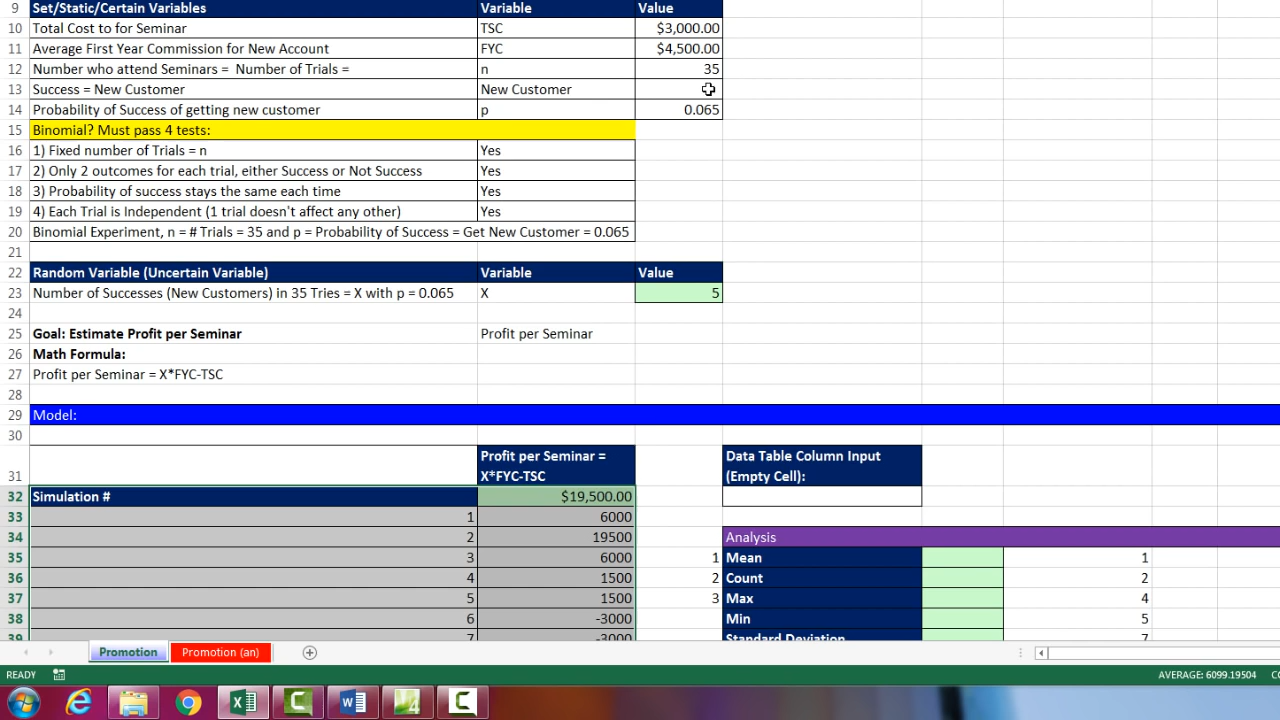 9 Set/Static/Certain Variables Variable Value
10 Total Cost to for Seminar TSC $3,000.00
11 Average First Year Commission for New Account FYC $4,500.00
12 Number who attend Seminars = Number of Trials = n 35
13 Success = New Customer New Customer
14 Probability of Success of getting new customer p 0.065
15 Binomial? Must pass 4 tests:
16 1) Fixed number of Trials = n Yes
17 2) Only 2 outcomes for each trial, either Success or Not Success Yes
18 3) Probability of success stays the same each time Yes
19 4) Each Trial is Independent (1 trial doesn't affect any other) Yes
20 Binomial Experiment, n = # Trials = 35 and p = Probability of Success = Get New Customer = 0.065
21
22 Random Variable (Uncertain Variable) Variable Value
23 Number of Successes (New Customers) in 35 Tries = X with p = 0.065 X 5
24
25 Goal: Estimate Profit per Seminar Profit per Seminar
26 Math Formula:
27 Profit per Seminar = X*FYC-TSC
28
29 Model:
30
Profit per Seminar = Data Table Column Input
31 X*FYC-TSC (Empty Cell):
32 Simulation # $19,500.00
33 1 6000
34 2 19500 Analysis
35 3 6000 1 Mean 1
36 4 1500 2 Count 2
37 5 1500 3 Max 4
38 6 -3000 Min 5
39 7 -3000 Standard Deviation 7
Promotion Promotion (an)
READY AVERAGE: 6099.19504